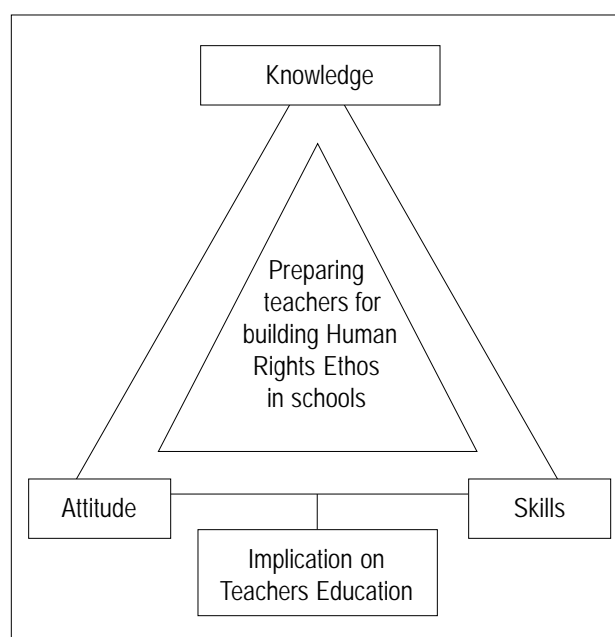 Knowledge
Preparing
teachers for
building Human
Rights Ethos
in schools
Attitude
Skills
Implication on
Teachers Education